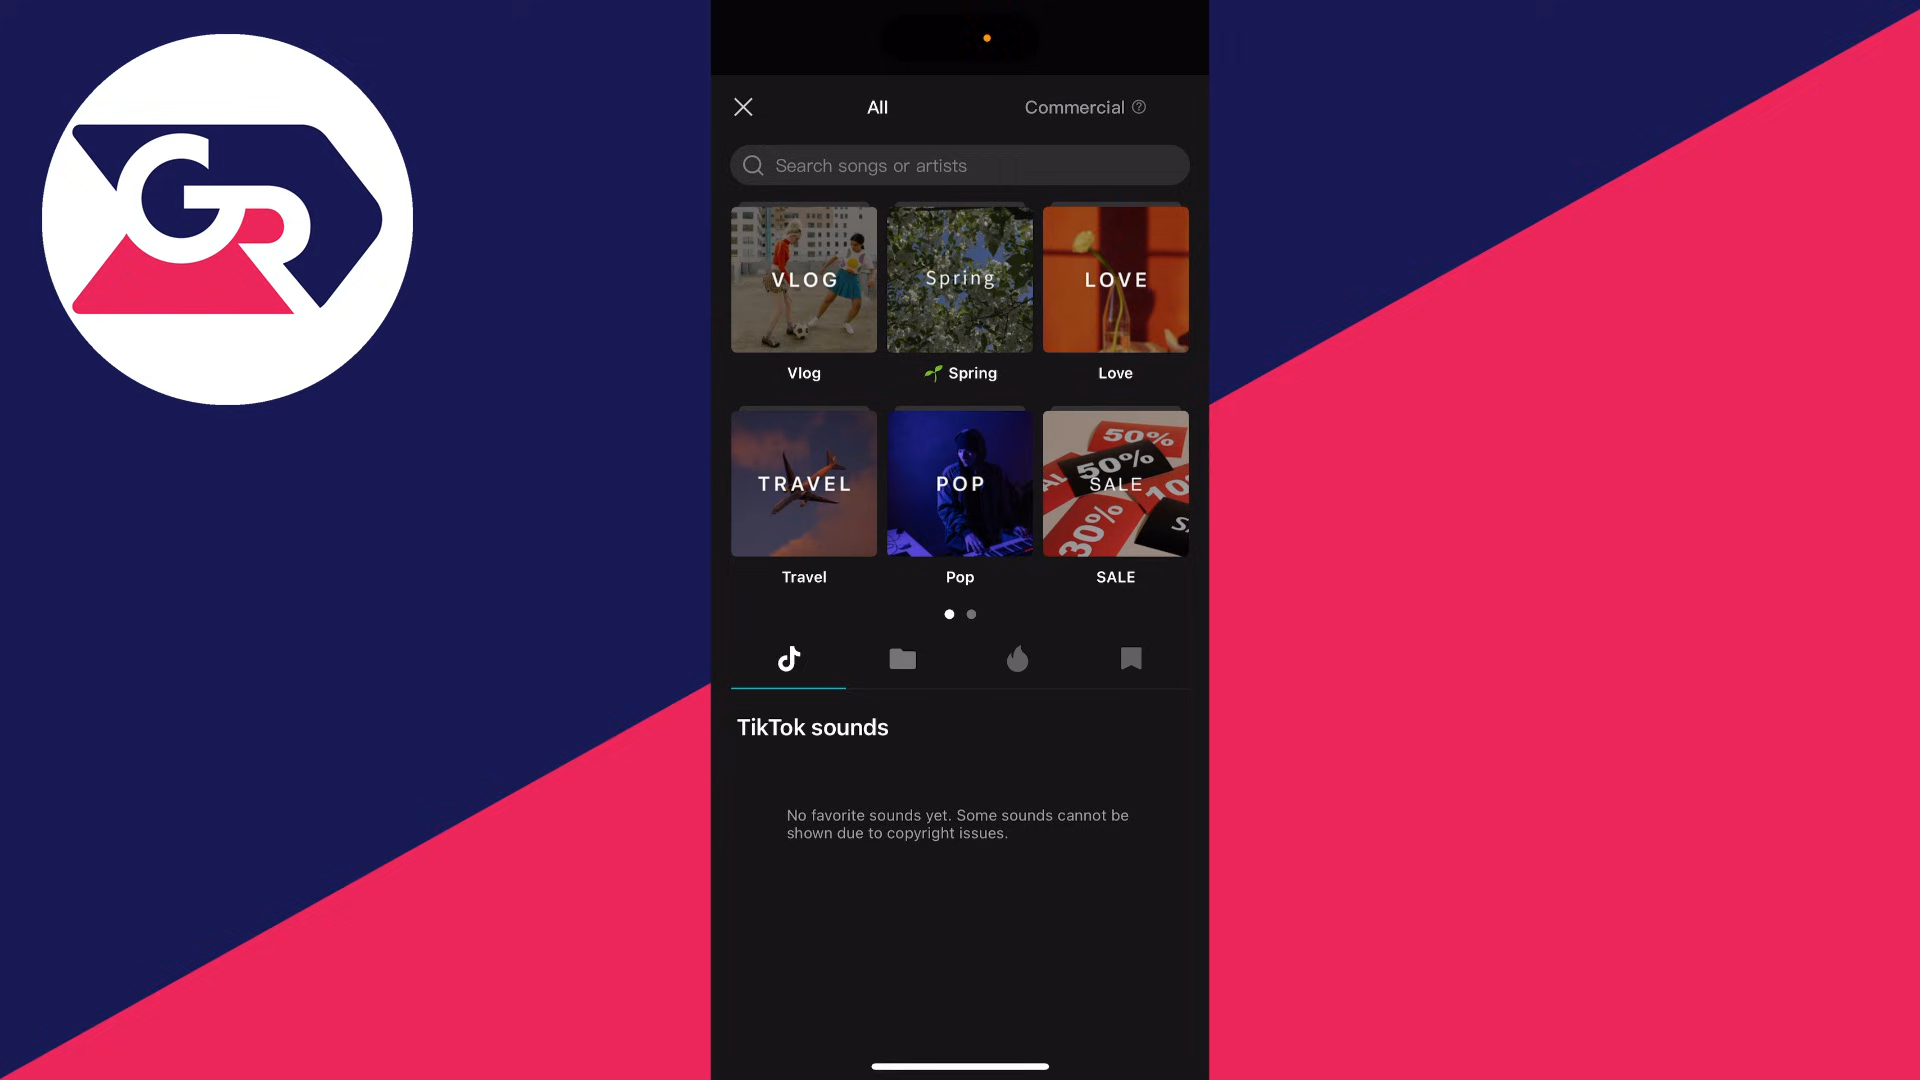 GR
All
Commercial
Search songs or artists
VLOG
Spring
LOVE
Vlog
Spring
Love
TRAVEL
POP
SALE
50%
50%
30%
Travel
Pop
SALE
TikTok sounds
No favorite sounds yet. Some sounds cannot be
shown due to copyright issues.